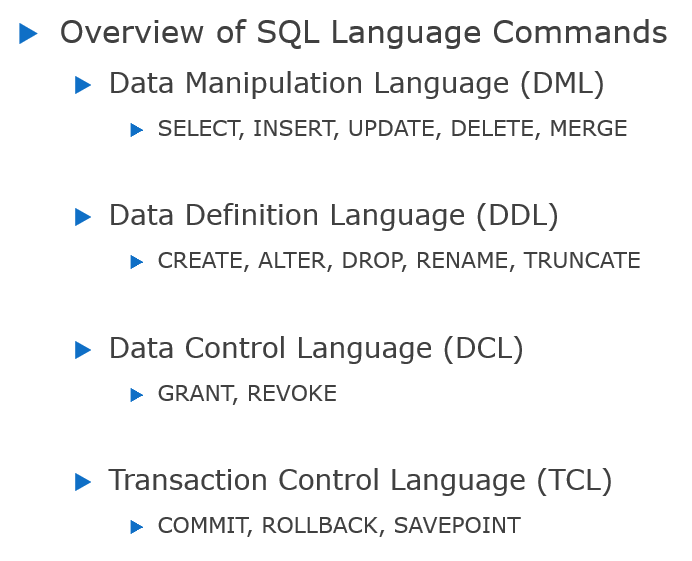 Overview of SQL Language Commands
Data Manipulation Language (DML)
SELECT, INSERT, UPDATE, DELETE, MERGE
Data Definition Language (DDL)
CREATE, ALTER, DROP, RENAME, TRUNCATE
Data Control Language (DCL)
GRANT, REVOKE
Transaction Control Language (TCL)
COMMIT, ROLLBACK, SAVEPOINT